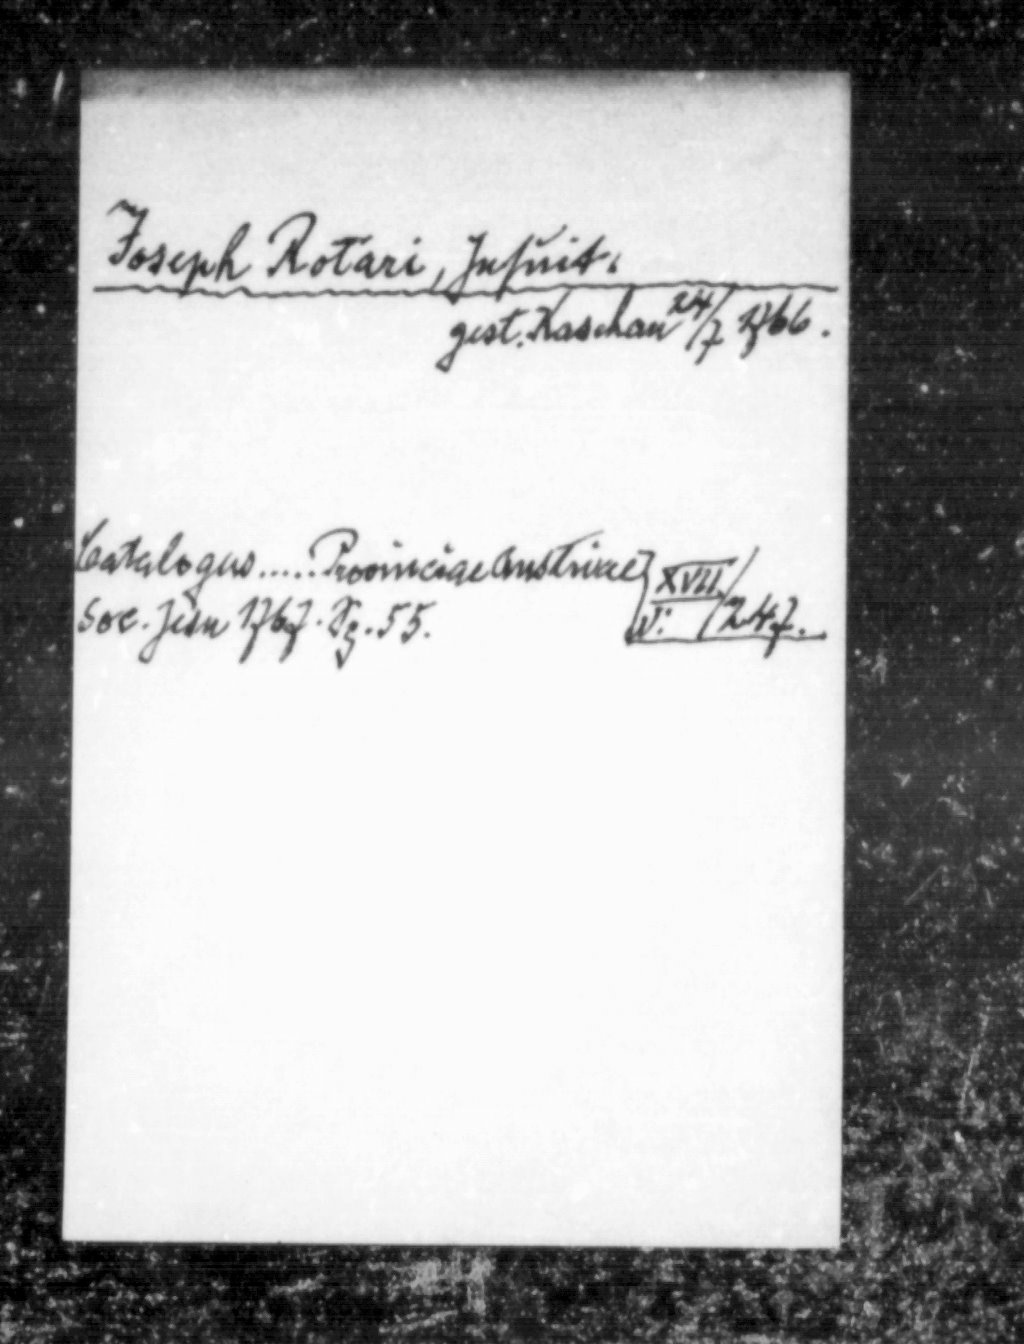 Joseph Rotari, Jesuit.
gest. Kaschau 24/7 1766.
Catalogus ..... Provinciae Austriae
Soc. Jesu 1767. Pg. 55.
XVII.
V: / 247.